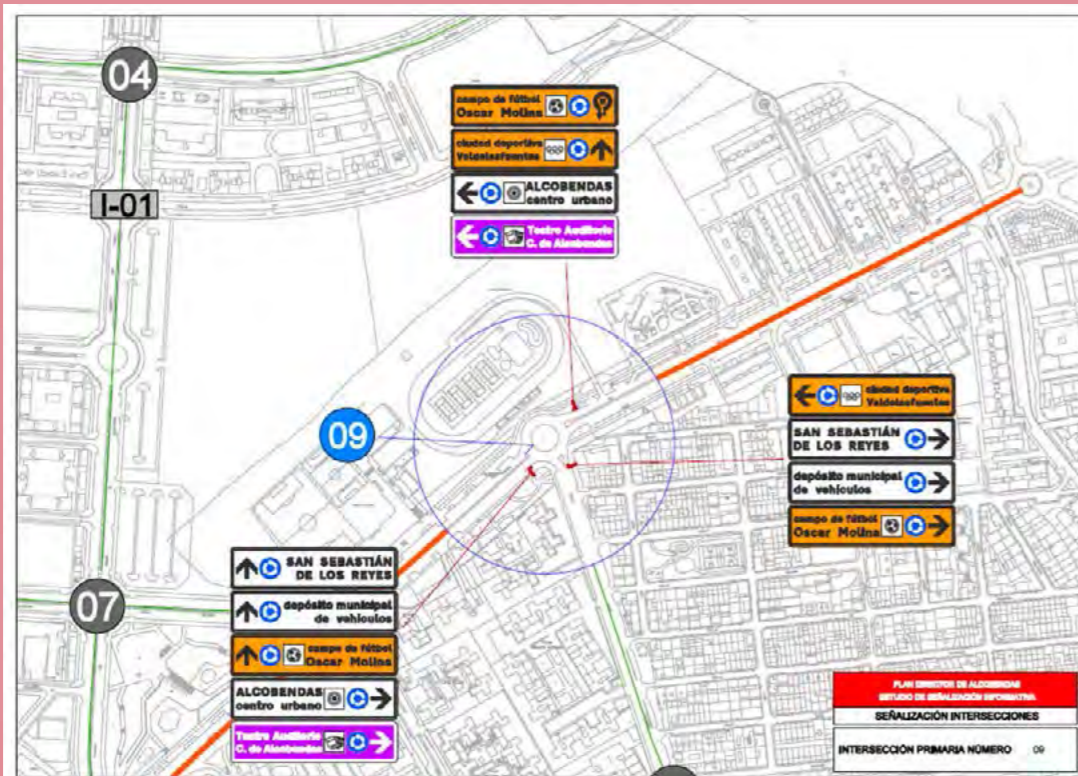 04
campo de fútbol
Oscar Molina
ciudad deportiva
Valdelasfuentes
ALCOBENDAS
centro urbano
Teatro Auditorio
C. de Alcobendas
I-01
09
ciudad deportiva
Valdelasfuentes
SAN SEBASTIÁN
DE LOS REYES
depósito municipal
de vehículos
campo de fútbol
Oscar Molina
07
SAN SEBASTIÁN
DE LOS REYES
depósito municipal
de vehículos
campo de fútbol
Oscar Molina
ALCOBENDAS
centro urbano
Teatro Auditorio
C. de Alcobendas
PLAN DIRECTOR DE ALCOBENDAS
ESTUDIO DE SEÑALIZACIÓN INFORMATIVA
SEÑALIZACIÓN INTERSECCIONES
INTERSECCIÓN PRIMARIA NÚMERO 09